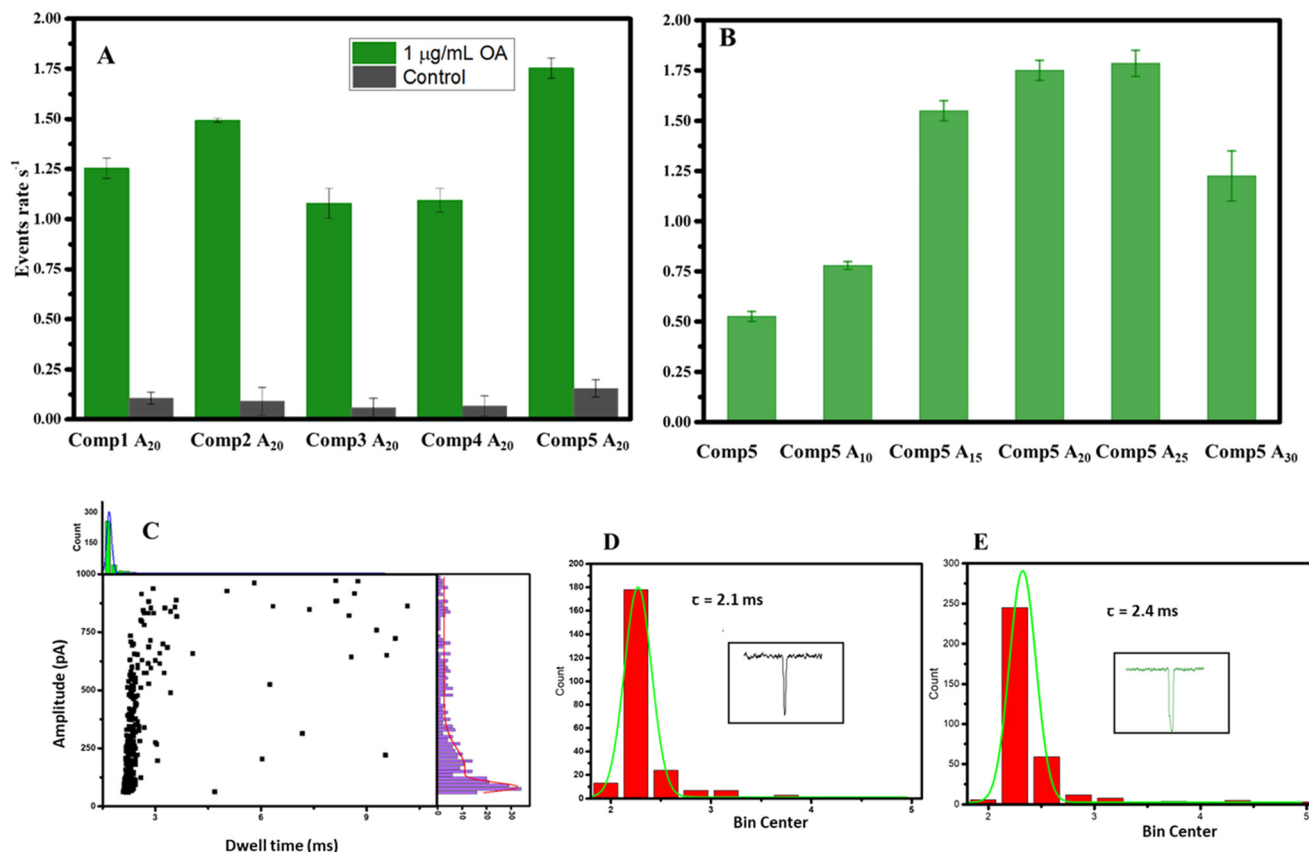 A
1 μg/mL OA
Control
Events rate s⁻¹
2.00
1.75
1.50
1.25
1.00
0.75
0.50
0.25
0.00
Comp1 A₂₀ Comp2 A₂₀ Comp3 A₂₀ Comp4 A₂₀ Comp5 A₂₀
B
2.00
1.75
1.50
1.25
1.00
0.75
0.50
0.25
0.00
Comp5 Comp5 A₁₀ Comp5 A₁₅ Comp5 A₂₀ Comp5 A₂₅ Comp5 A₃₀
C
Count
300
150
0
Amplitude (pA)
1000
750
500
250
0
3 6 9
0 10 20 30
Dwell time (ms)
D
τ = 2.1 ms
Count
200
180
160
140
120
100
80
60
40
20
0
2 3 4 5
Bin Center
E
τ = 2.4 ms
Count
300
250
200
150
100
50
0
2 3 4 5
Bin Center